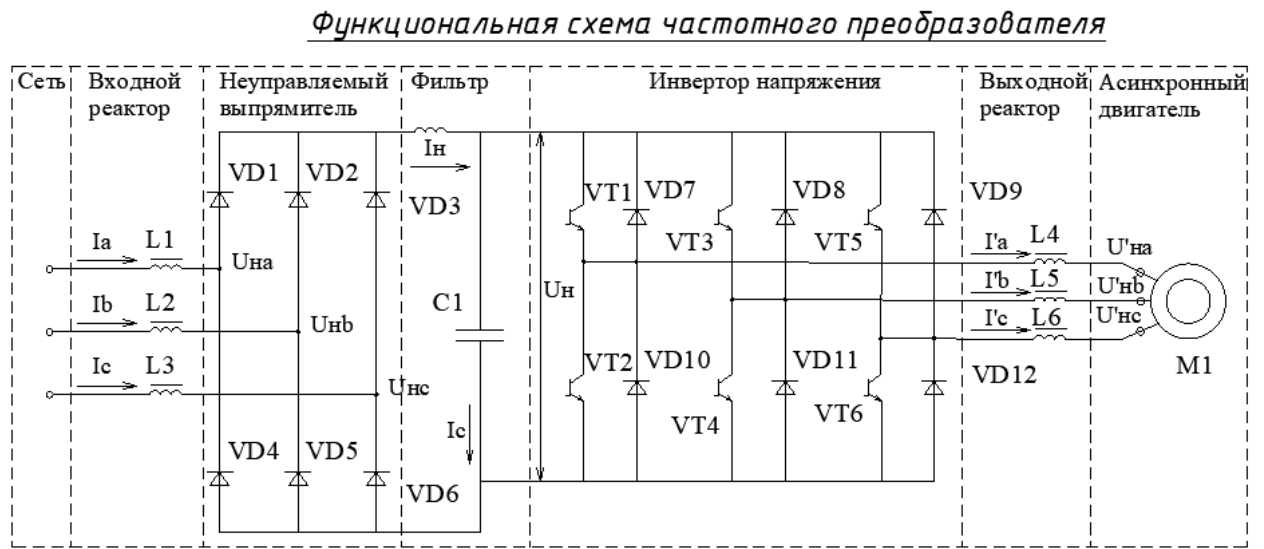 Функциональная схема частотного преобразователя
Сеть
Входной
реактор
Неуправляемый
выпрямитель
Фильтр
Инвертор напряжения
Выходной
реактор
Асинхронный
двигатель
Iн
VD1
VD2
VD3
VT1
VD7
VD8
VD9
VT3
VT5
Ia
L1
Uна
I'a
L4
U'на
Ib
L2
Uнb
C1
Uн
I'b
L5
U'нb
I'c
L6
U'нс
Ic
L3
Uнс
VT2
VD10
VD11
VD12
M1
VT4
VT6
Ic
VD4
VD5
VD6